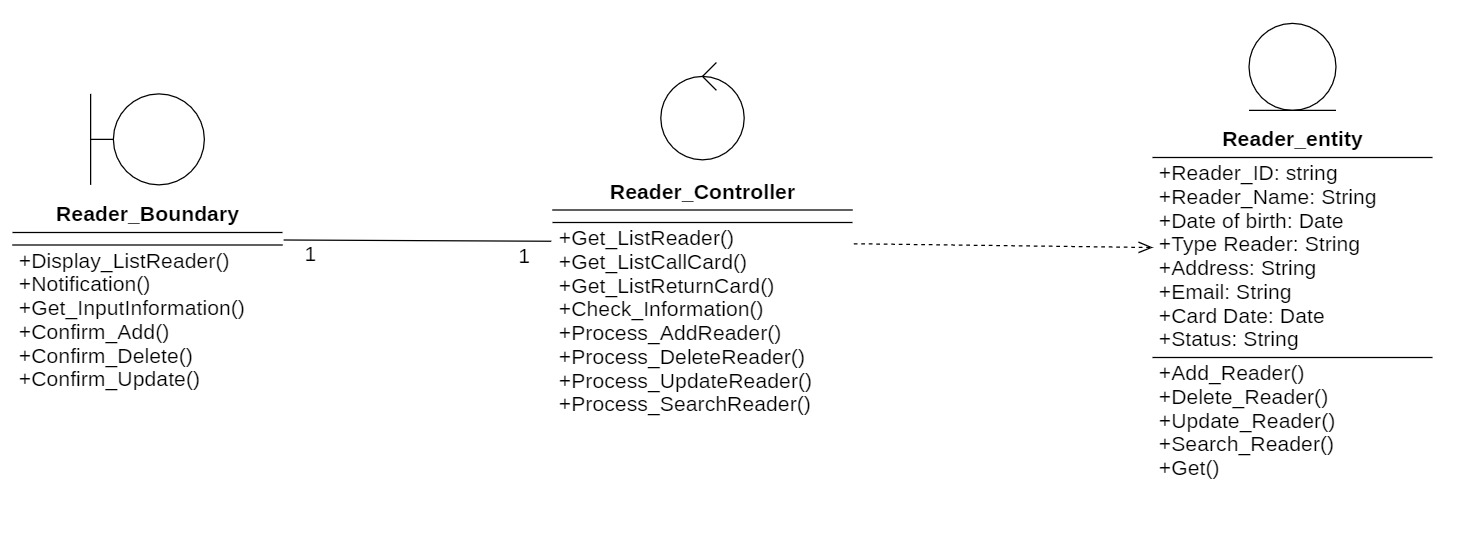 Reader_Boundary
+Display_ListReader()
+Notification()
+Get_InputInformation()
+Confirm_Add()
+Confirm_Delete()
+Confirm_Update()
1
1
Reader_Controller
+Get_ListReader()
+Get_ListCallCard()
+Get_ListReturnCard()
+Check_Information()
+Process_AddReader()
+Process_DeleteReader()
+Process_UpdateReader()
+Process_SearchReader()
Reader_entity
+Reader_ID: string
+Reader_Name: String
+Date of birth: Date
+Type Reader: String
+Address: String
+Email: String
+Card Date: Date
+Status: String
+Add_Reader()
+Delete_Reader()
+Update_Reader()
+Search_Reader()
+Get()